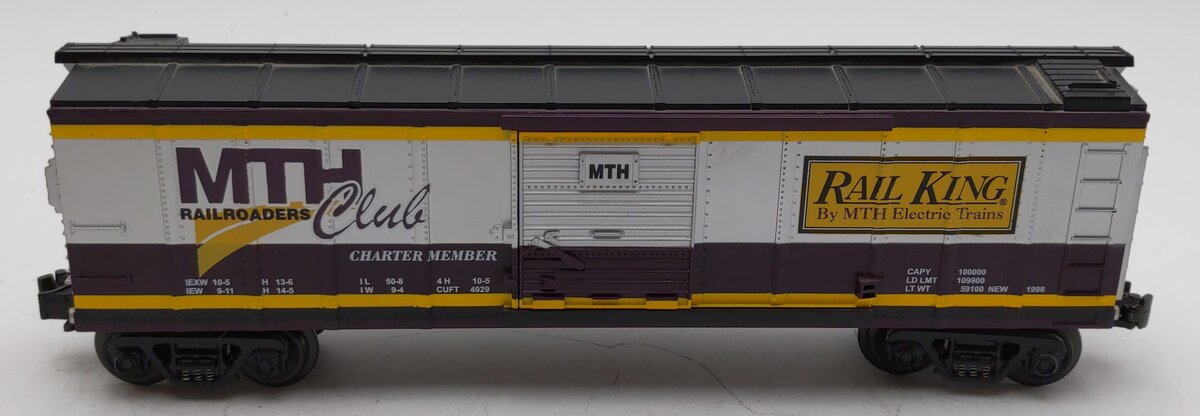 MTH
RAILROADERS Club
CHARTER MEMBER
IEXW 10-5 H 13-6 I L 50-8 4 H 10-5
IEW 9-11 H 14-5 I W 9-4 CUFT 4929
MTH
RAIL KING®
By MTH Electric Trains
CAPY 100000
LD LMT 109900
LT WT 59100 NEW 1998